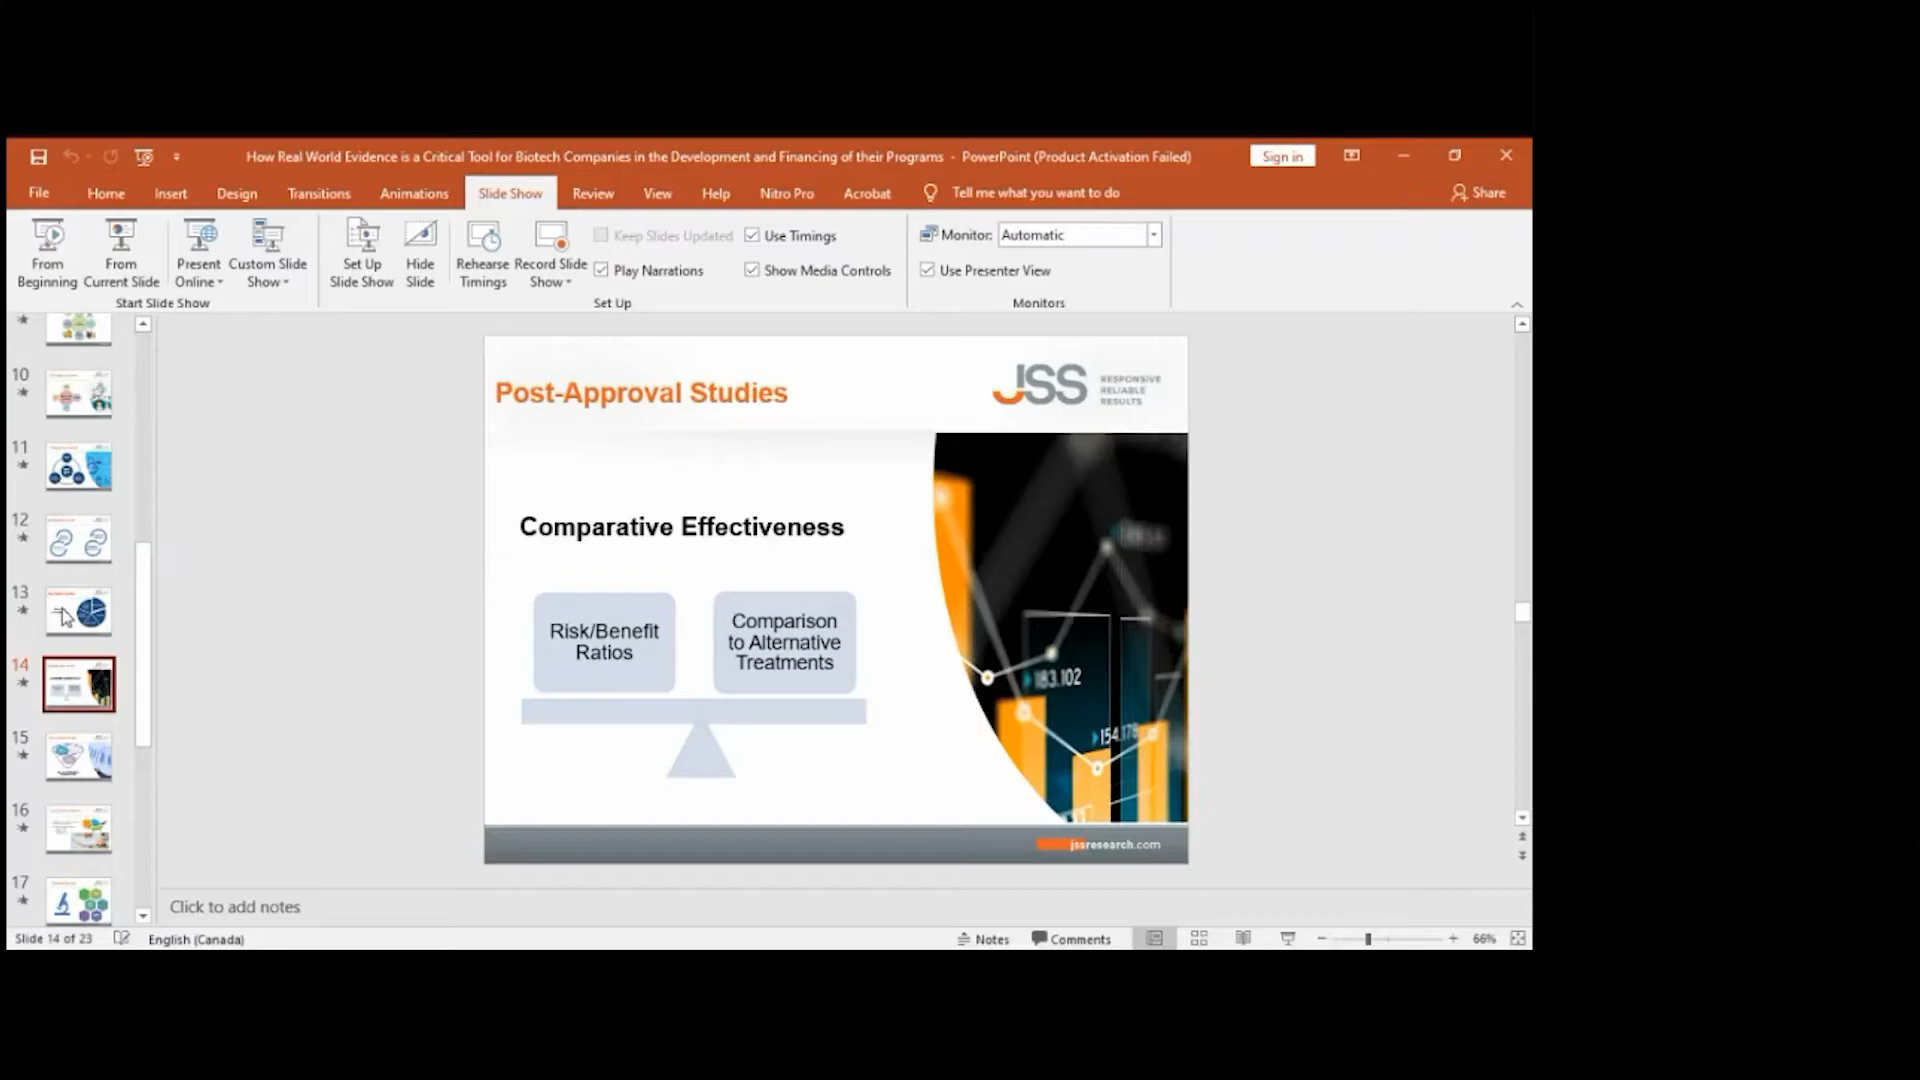 How Real World Evidence is a Critical Tool for Biotech Companies in the Development and Financing of their Programs - PowerPoint (Product Activation Failed)
Sign in
File Home Insert Design Transitions Animations Slide Show Review View Help Nitro Pro Acrobat Tell me what you want to do Share
From Beginning
From Current Slide
Present Online
Custom Slide Show
Start Slide Show
Set Up Slide Show
Hide Slide
Rehearse Timings
Record Slide Show
Keep Slides Updated
Play Narrations
Use Timings
Show Media Controls
Set Up
Monitor: Automatic
Use Presenter View
Monitors
10
11
12
13
14
15
16
17
Post-Approval Studies
JSS
RESPONSIVE
RELIABLE
RESULTS
Comparative Effectiveness
Risk/Benefit
Ratios
Comparison
to Alternative
Treatments
183.102
154.178
jssresearch.com
Click to add notes
Slide 14 of 23 English (Canada) Notes Comments 66%